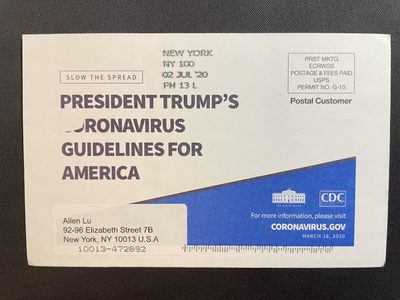 NEW YORK
NY 100
02 JUL '20
PM 13 L
SLOW THE SPREAD
PRST MKTG
ECRWSS
POSTAGE & FEES PAID
USPS
PERMIT NO. G-10
Postal Customer
PRESIDENT TRUMP'S
ORONAVIRUS
GUIDELINES FOR
AMERICA
CDC
For more information, please visit
CORONAVIRUS.GOV
MARCH 16, 2020
Allen Lu
92-96 Elizabeth Street 7B
New York, NY 10013 U.S.A
10013-472692